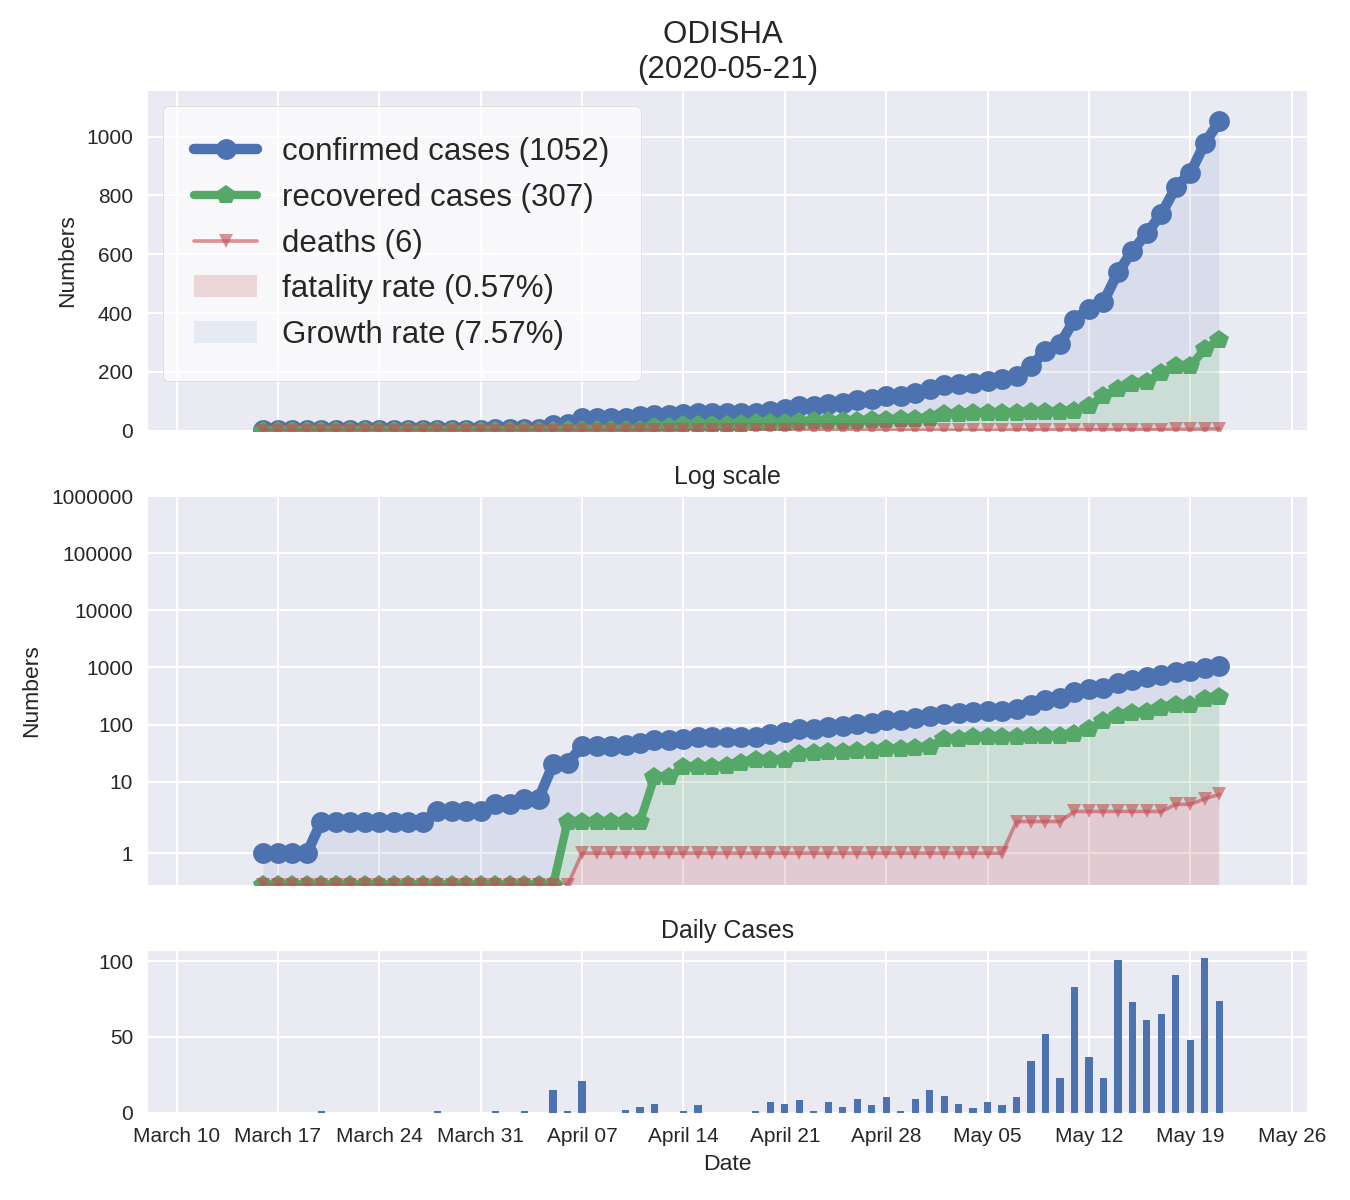 ODISHA
(2020-05-21)
1000
800
600
400
200
0
Numbers
confirmed cases (1052)
recovered cases (307)
deaths (6)
fatality rate (0.57%)
Growth rate (7.57%)
Log scale
1000000
100000
10000
1000
100
10
1
Numbers
Daily Cases
100
50
0
March 10 March 17 March 24 March 31 April 07 April 14 April 21 April 28 May 05 May 12 May 19 May 26
Date